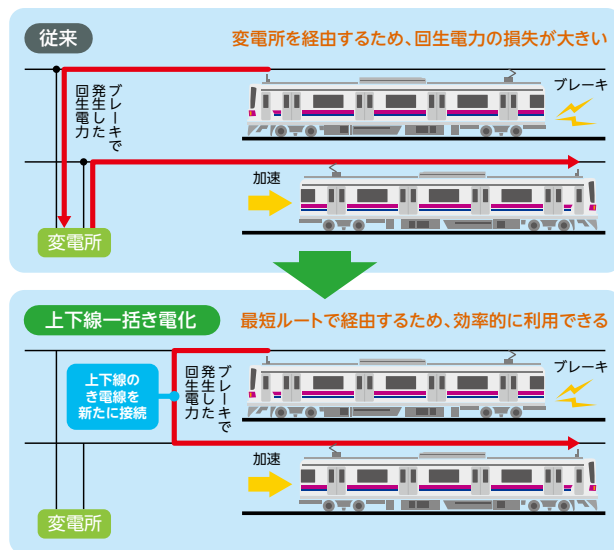 従来
変電所を経由するため、回生電力の損失が大きい
ブレーキで
発生した
回生電力
ブレーキ
加速
変電所
上下線一括き電化
最短ルートで経由するため、効率的に利用できる
上下線の
き電線を
新たに接続
ブレーキで
発生した
回生電力
ブレーキ
加速
変電所